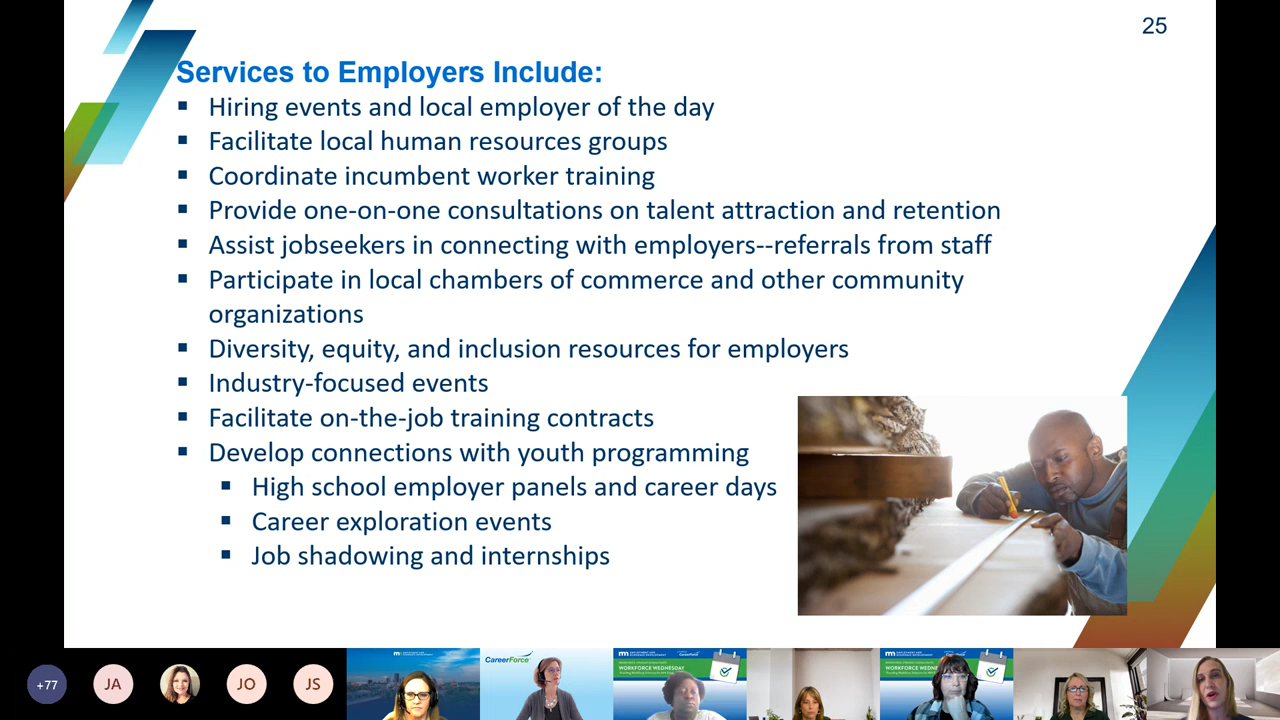 25
Services to Employers Include:
▪ Hiring events and local employer of the day
▪ Facilitate local human resources groups
▪ Coordinate incumbent worker training
▪ Provide one-on-one consultations on talent attraction and retention
▪ Assist jobseekers in connecting with employers--referrals from staff
▪ Participate in local chambers of commerce and other community
organizations
▪ Diversity, equity, and inclusion resources for employers
▪ Industry-focused events
▪ Facilitate on-the-job training contracts
▪ Develop connections with youth programming
▪ High school employer panels and career days
▪ Career exploration events
▪ Job shadowing and internships
+77
JA
JO
JS
CareerForce
WORKFORCE WEDNESDAY
WORKFORCE WEDNESDAY